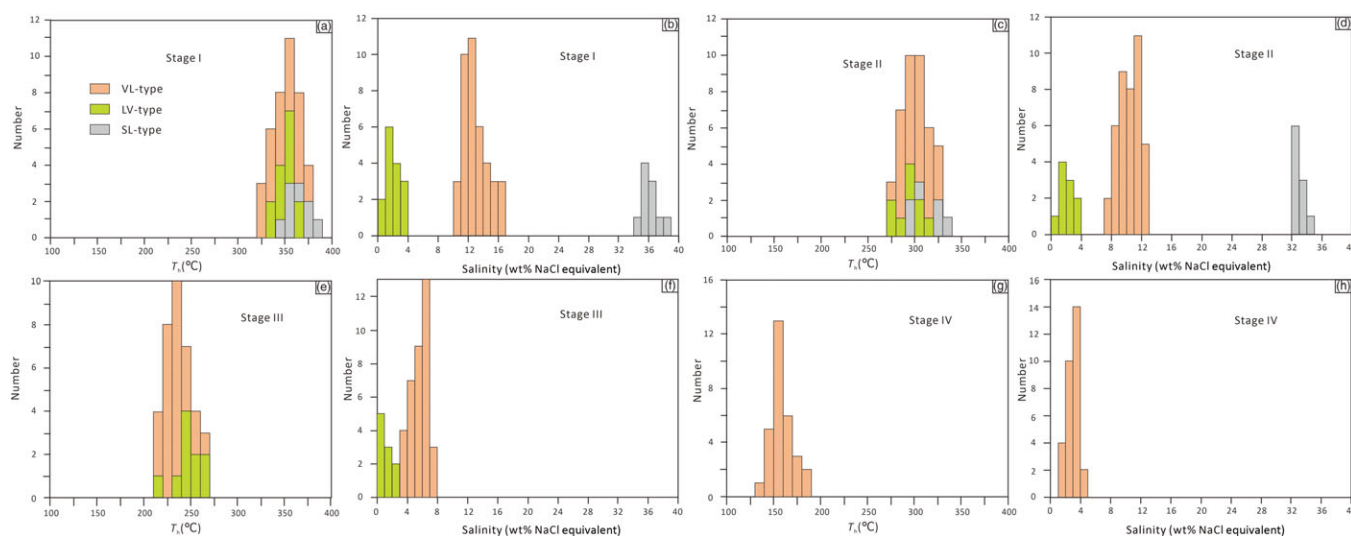 12
10
8
6
4
2
0
Number
(a)
Stage I
VL-type
LV-type
SL-type
100 150 200 250 300 350 400
Th(℃)
12
10
8
6
4
2
0
Number
(b)
Stage I
0 4 8 12 16 20 24 28 32 36 40
Salinity (wt% NaCl equivalent)
12
10
8
6
4
2
0
Number
(c)
Stage II
100 150 200 250 300 350 400
Th(℃)
12
10
8
6
4
2
0
Number
(d)
Stage II
0 4 8 12 16 20 24 28 32 36 40
Salinity (wt% NaCl equivalent)
10
8
6
4
2
0
Number
(e)
Stage III
100 150 200 250 300 350 400
Th(℃)
12
10
8
6
4
2
0
Number
(f)
Stage III
0 4 8 12 16 20 24 28 32 36 40
Salinity (wt% NaCl equivalent)
16
12
8
4
0
Number
(g)
Stage IV
100 150 200 250 300 350 400
Th(℃)
16
14
12
10
8
6
4
2
0
Number
(h)
Stage IV
0 4 8 12 16 20 24 28 32 36 40
Salinity (wt% NaCl equivalent)